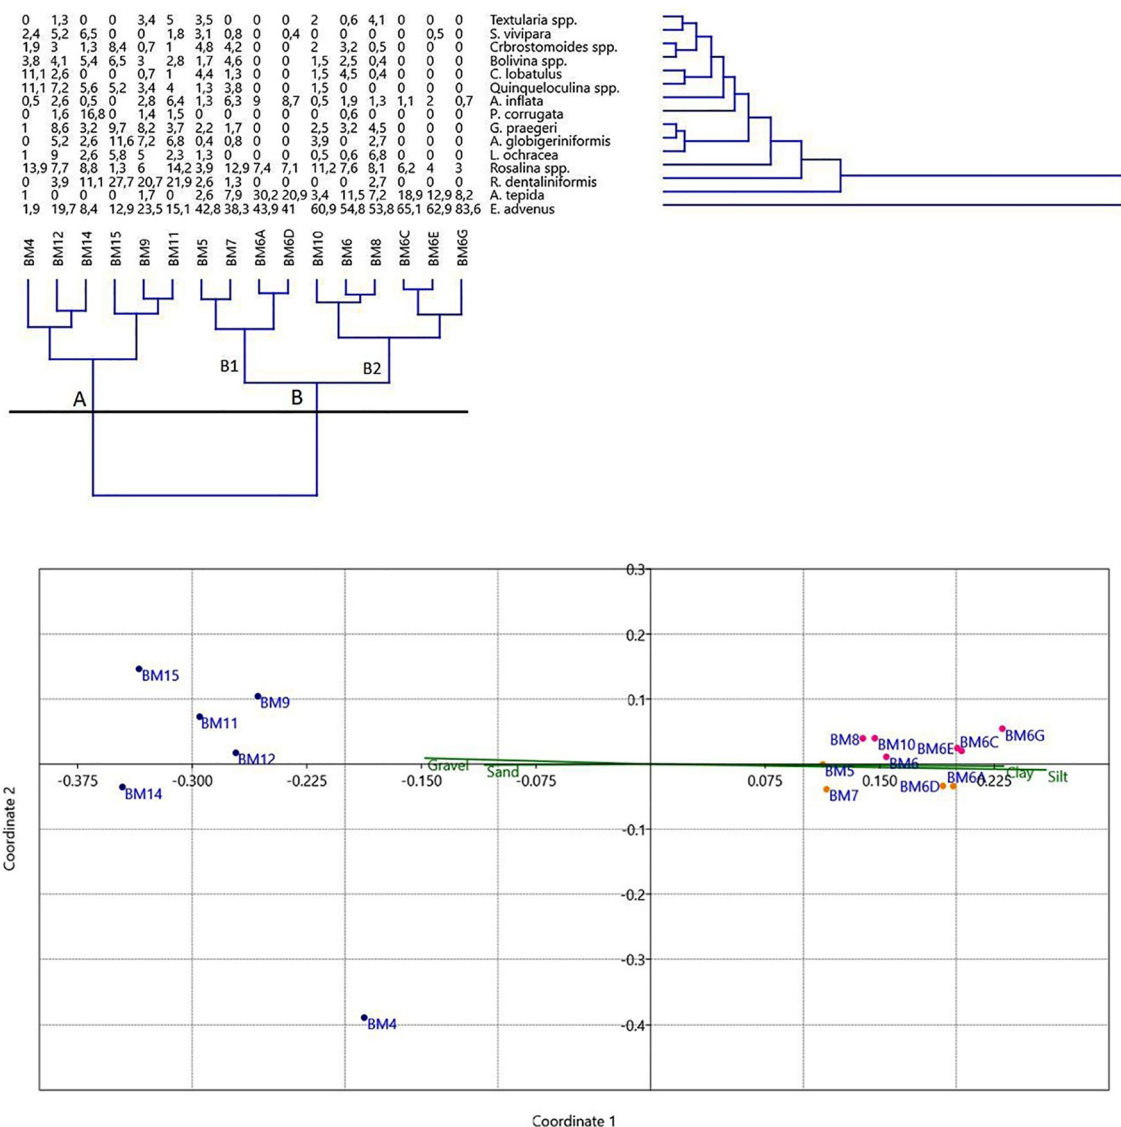 0 1,3 0 0 3,4 5 3,5 0 0 0 2 0,6 4,1 0 0 0 Textularia spp.
2,4 5,2 6,5 0 0 1,8 3,1 0,8 0 0,4 0 0 0 0 0,5 0 S. vivipara
1,9 3 1,3 8,4 0,7 1 4,8 4,2 0 0 2 3,2 0,5 0 0 0 Crbrostomoides spp.
3,8 4,1 5,4 6,5 3 2,8 1,7 4,6 0 0 1,5 2,5 0,4 0 0 0 Bolivina spp.
11,1 2,6 0 0 0,7 1 4,4 1,3 0 0 1,5 4,5 0,4 0 0 0 C. lobatulus
11,1 7,2 5,6 5,2 3,4 4 1,3 3,8 0 0 1,5 0 0 0 0 0 Quinqueloculina spp.
0,5 2,6 0,5 0 2,8 6,4 1,3 6,3 9 8,7 0,5 1,9 1,3 1,1 2 0,7 A. inflata
0 1,6 16,8 0 1,4 1,5 0 0 0 0 0 0,6 0 0 0 0 P. corrugata
1 8,6 3,2 9,7 8,2 3,7 2,2 1,7 0 0 2,5 3,2 4,5 0 0 0 G. praegeri
0 5,2 2,6 11,6 7,2 6,8 0,4 0,8 0 0 3,9 0 2,7 0 0 0 A. globigeriniformis
1 9 2,6 5,8 5 2,3 1,3 0 0 0 0,5 0,6 6,8 0 0 0 L. ochracea
13,9 7,7 8,8 1,3 6 14,2 3,9 12,9 7,4 7,1 11,2 7,6 8,1 6,2 4 3 Rosalina spp.
0 3,9 11,1 27,7 20,7 21,9 2,6 1,3 0 0 0 0 2,7 0 0 0 R. dentaliniformis
1 0 0 0 1,7 0 2,6 7,9 30,2 20,9 3,4 11,5 7,2 18,9 12,9 8,2 A. tepida
1,9 19,7 8,4 12,9 23,5 15,1 42,8 38,3 43,9 41 60,9 54,8 53,8 65,1 62,9 83,6 E. advenus
BM4 BM12 BM14 BM15 BM9 BM11 BM5 BM7 BM6A BM6D BM10 BM6 BM8 BM6C BM6E BM6G
B1 B2
A B
0.3
0.2
BM15
0.1
BM9
BM11
BM8 BM10 BM6E BM6C BM6G
BM12 BM6
Gravel Sand BM5 Clay Silt
-0.375 -0.300 -0.225 -0.150 -0.075 0.075 0.150 0.225
BM14 BM7 BM6D BM6A
-0.1
-0.2
-0.3
BM4
-0.4
Coordinate 2
Coordinate 1